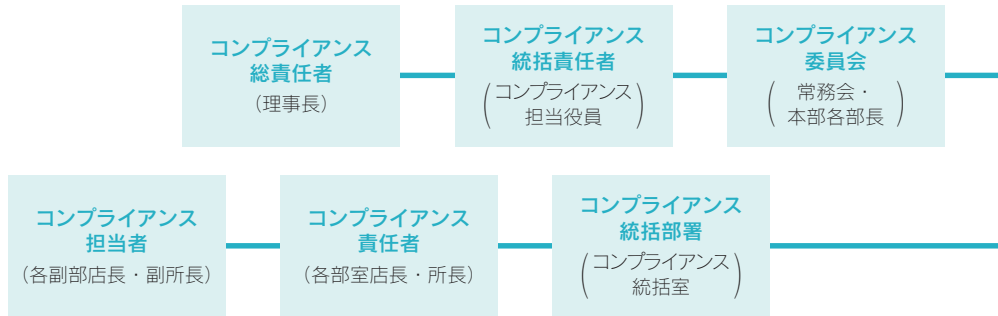 コンプライアンス
総責任者
（理事長）
コンプライアンス
統括責任者
（コンプライアンス
担当役員）
コンプライアンス
委員会
（常務会・
本部各部長）
コンプライアンス
担当者
（各副部店長・副所長）
コンプライアンス
責任者
（各部室店長・所長）
コンプライアンス
統括部署
（コンプライアンス
統括室）